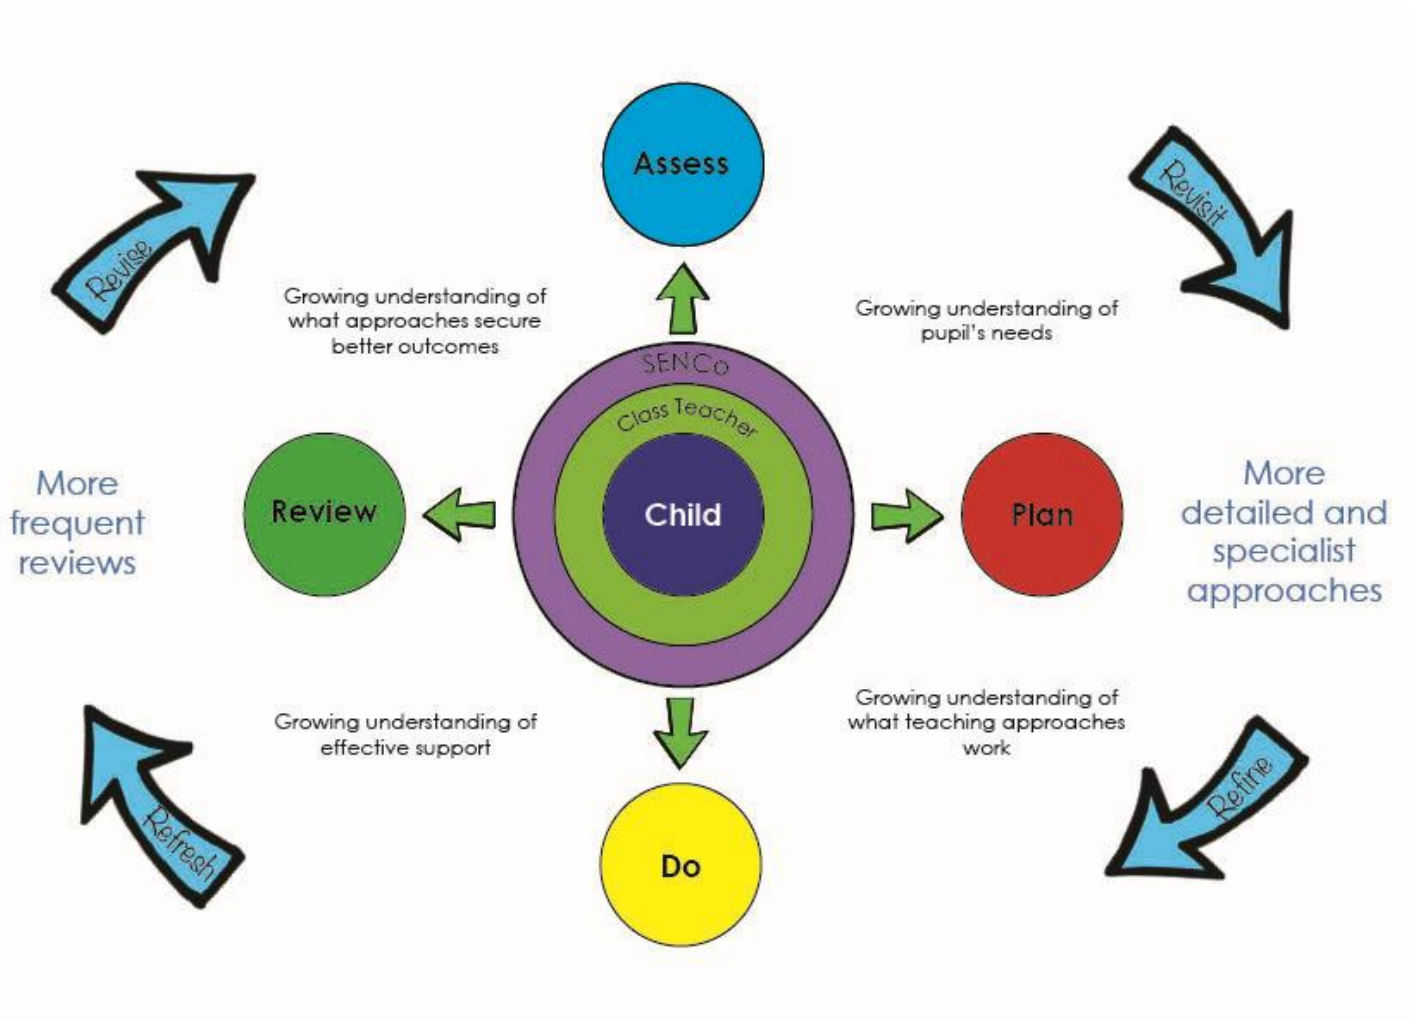 Assess
Revise
Revisit
Growing understanding of
what approaches secure
better outcomes
Growing understanding of
pupil's needs
SENCo
Class Teacher
Child
Review
Plan
More
frequent
reviews
More
detailed and
specialist
approaches
Growing understanding of
effective support
Growing understanding of
what teaching approaches
work
Refresh
Refine
Do